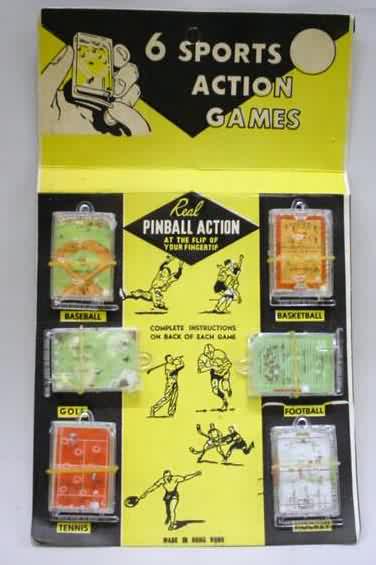 6 SPORTS
ACTION
GAMES
Real
PINBALL ACTION
AT THE FLIP OF
YOUR FINGERTIP
BASEBALL
BASKETBALL
COMPLETE INSTRUCTIONS
ON BACK OF EACH GAME
GOLF
FOOTBALL
TENNIS
MADE IN HONG KONG